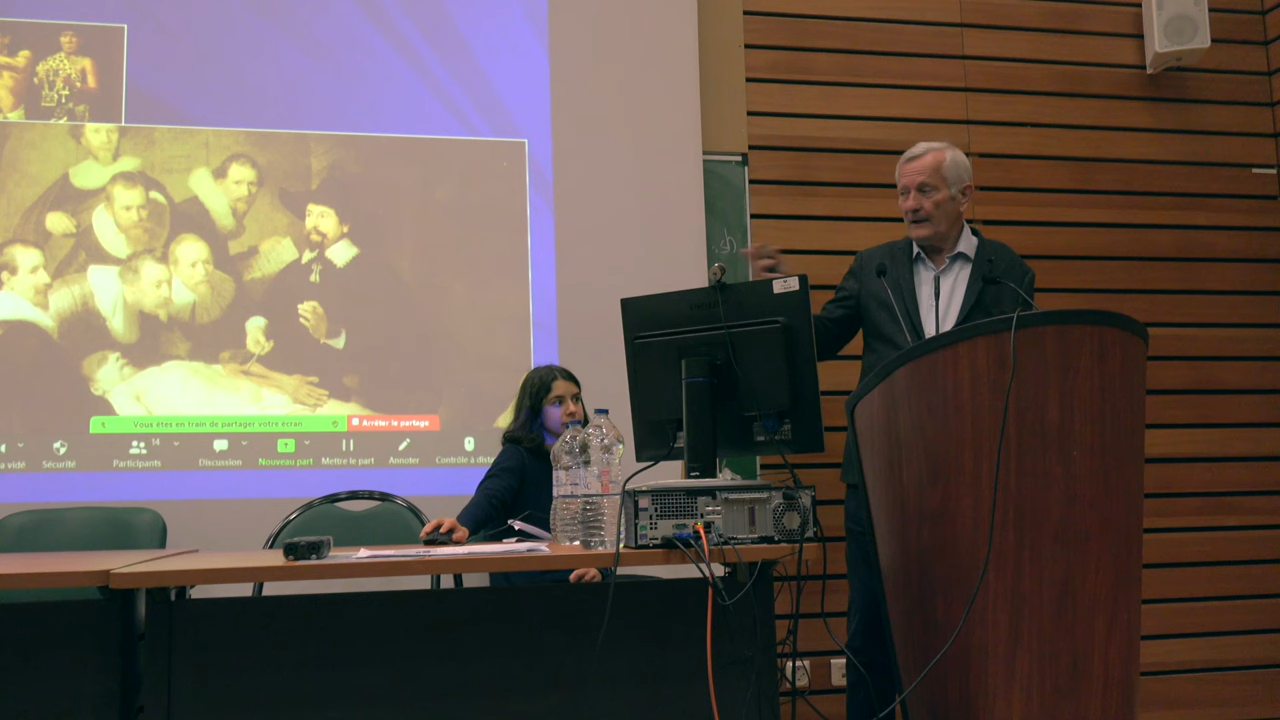 Vous êtes en train de partager votre écran
Arrêter le partage
14
a vidé Sécurité Participants Discussion Nouveau part Mettre le part Annoter Contrôle à dista